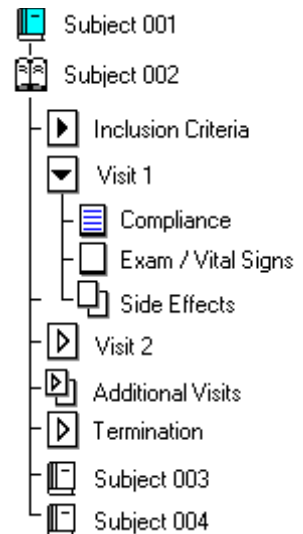 Subject 001
Subject 002
Inclusion Criteria
Visit 1
Compliance
Exam / Vital Signs
Side Effects
Visit 2
Additional Visits
Termination
Subject 003
Subject 004